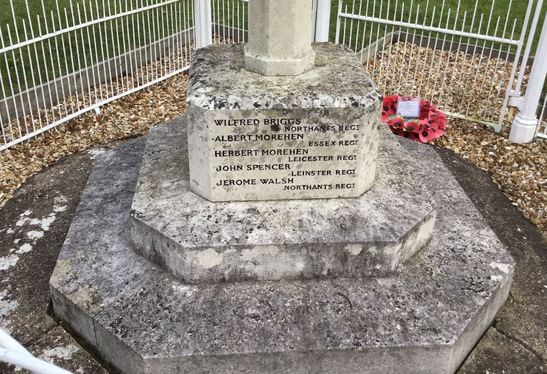 WILFRED BRIGGS
NORTHANTS REGT
ALBERT MOREHEN
ESSEX REGT
HERBERT MOREHEN
LEICESTER REGT
JOHN SPENCER
LEINSTER REGT
JEROME WALSH
NORTHANTS REGT